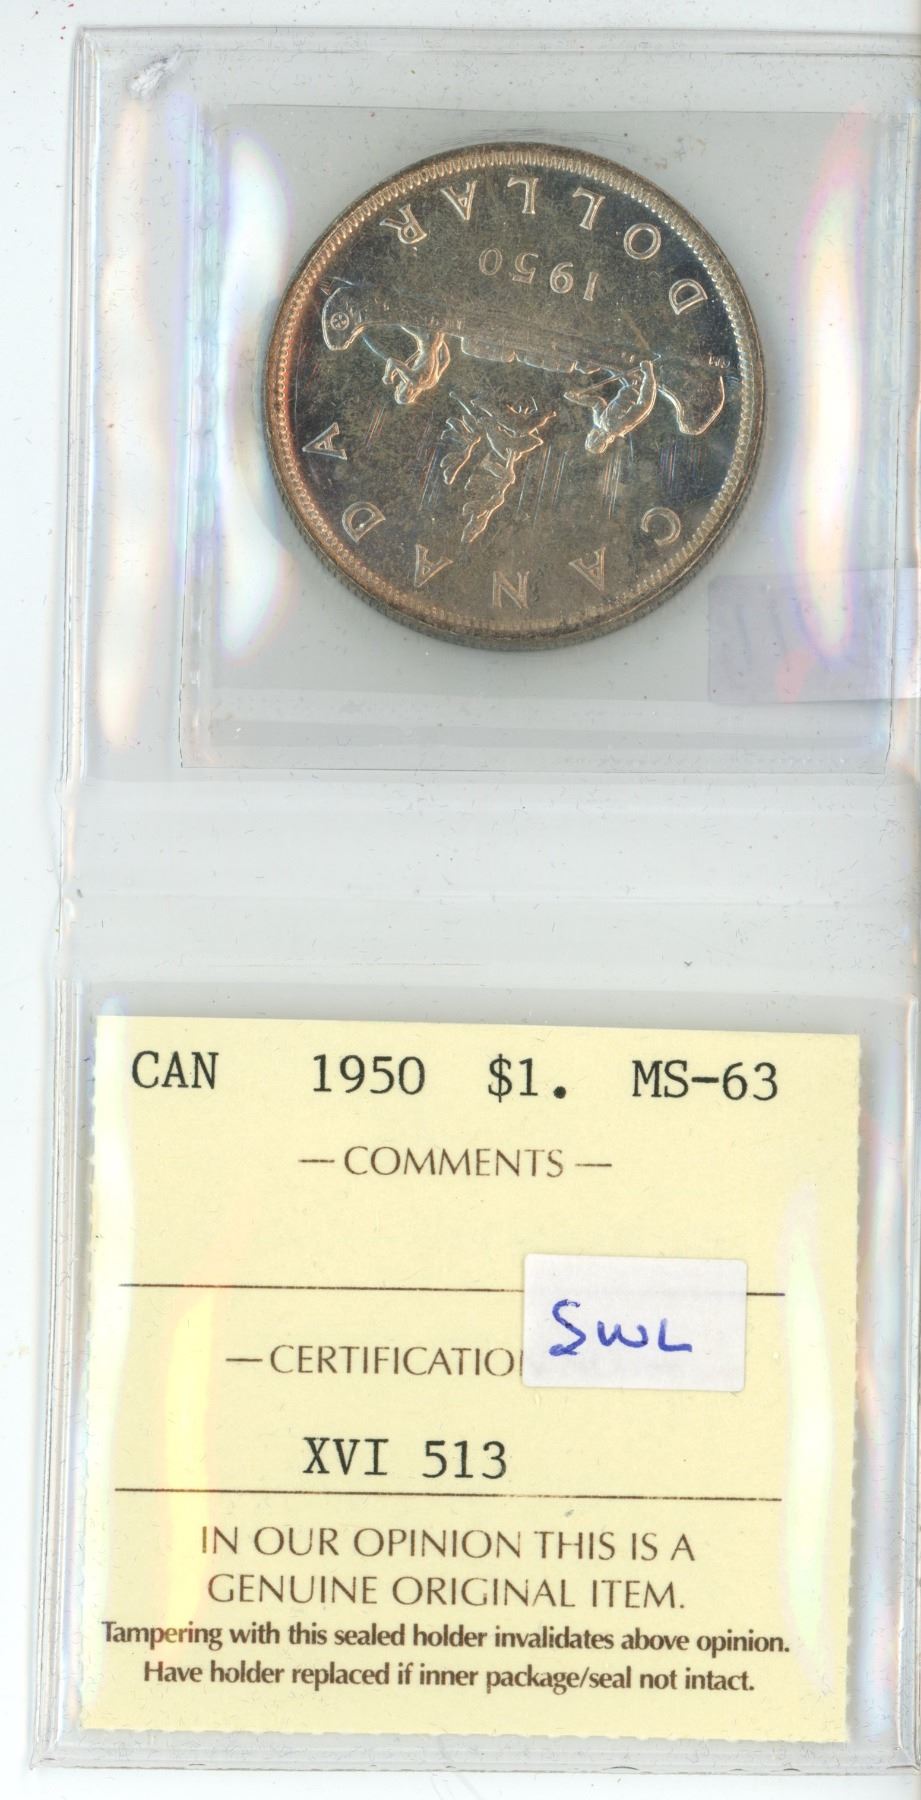 DOLLAR
1950
CANADA
CAN 1950 $1. MS-63
— COMMENTS —
SWL
— CERTIFICATIO
XVI 513
IN OUR OPINION THIS IS A
GENUINE ORIGINAL ITEM.
Tampering with this sealed holder invalidates above opinion.
Have holder replaced if inner package/seal not intact.